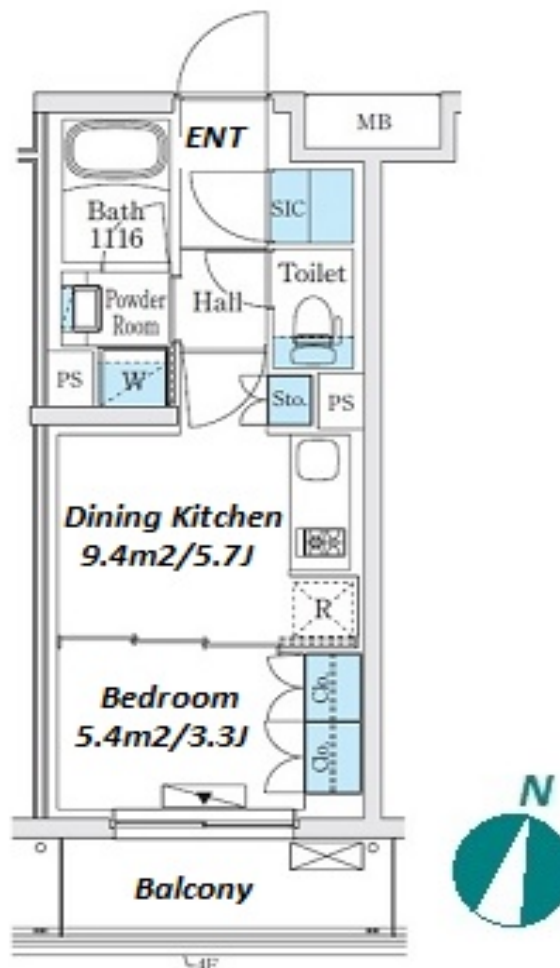 ENT
MB
Bath
1116
SIC
Toilet
Powder
Room
Hall
PS
W
Sto.
PS
Dining Kitchen
9.4m2/5.7J
R
Bedroom
5.4m2/3.3J
Clo.
Clo.
N
Balcony
4F